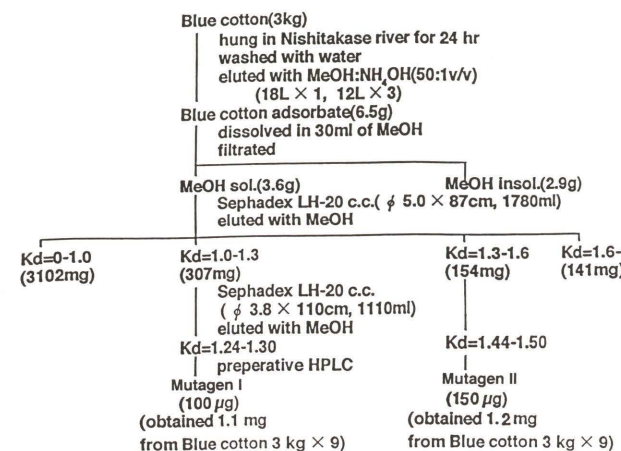 Blue cotton(3kg)
hung in Nishitakase river for 24 hr
washed with water
eluted with MeOH:NH4OH(50:1v/v)
(18L × 1, 12L × 3)
Blue cotton adsorbate(6.5g)
dissolved in 30ml of MeOH
filtrated
MeOH sol.(3.6g) MeOH insol.(2.9g)
Sephadex LH-20 c.c.( φ 5.0 × 87cm, 1780ml)
eluted with MeOH
Kd=0-1.0 Kd=1.0-1.3 Kd=1.3-1.6 Kd=1.6-
(3102mg) (307mg) (154mg) (141mg)
Sephadex LH-20 c.c.
( φ 3.8 × 110cm, 1110ml)
eluted with MeOH
Kd=1.24-1.30 Kd=1.44-1.50
preperative HPLC
Mutagen I Mutagen II
(100 μg) (150 μg)
(obtained 1.1 mg (obtained 1.2mg
from Blue cotton 3 kg × 9) from Blue cotton 3 kg × 9)